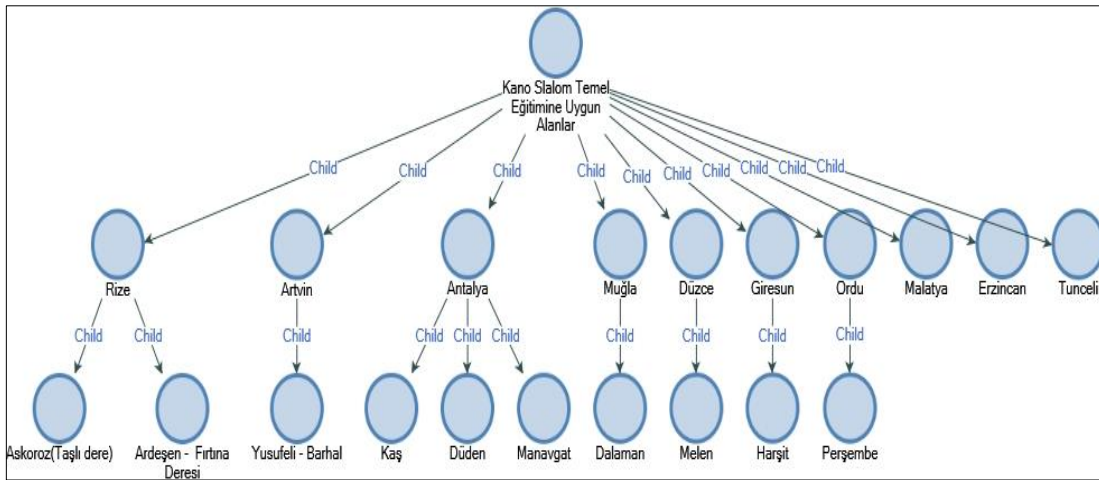 Kano Slalom Temel
Eğitimine Uygun
Alanlar
Child Child Child Child Child Child Child Child Child Child
Rize Artvin Antalya Muğla Düzce Giresun Ordu Malatya Erzincan Tunceli
Child Child Child Child Child Child Child Child Child Child
Askoroz(Taşlı dere) Ardeşen - Fırtına Yusufeli - Barhal Kaş Düden Manavgat Dalaman Melen Harşit Perşembe
Deresi